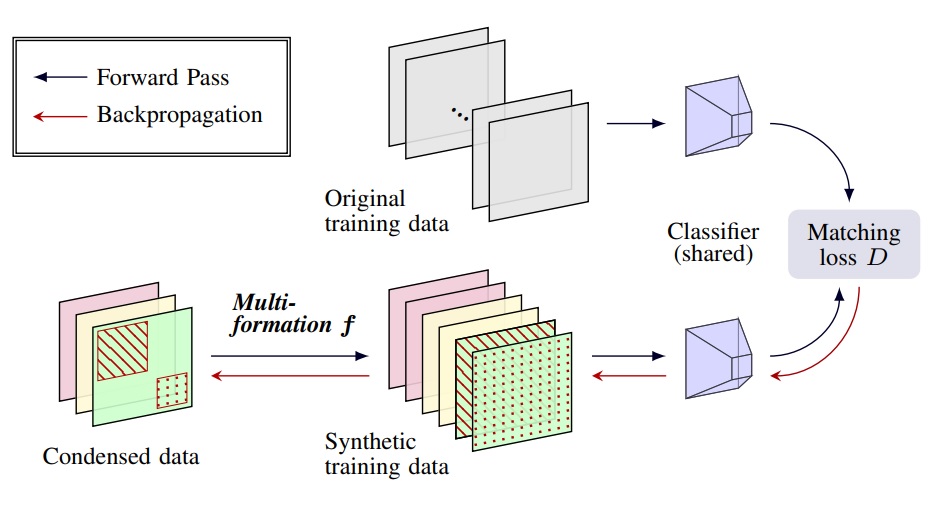 Forward Pass
Backpropagation
Original
training data
Classifier
(shared)
Matching
loss D
Multi-
formation f
Condensed data
Synthetic
training data